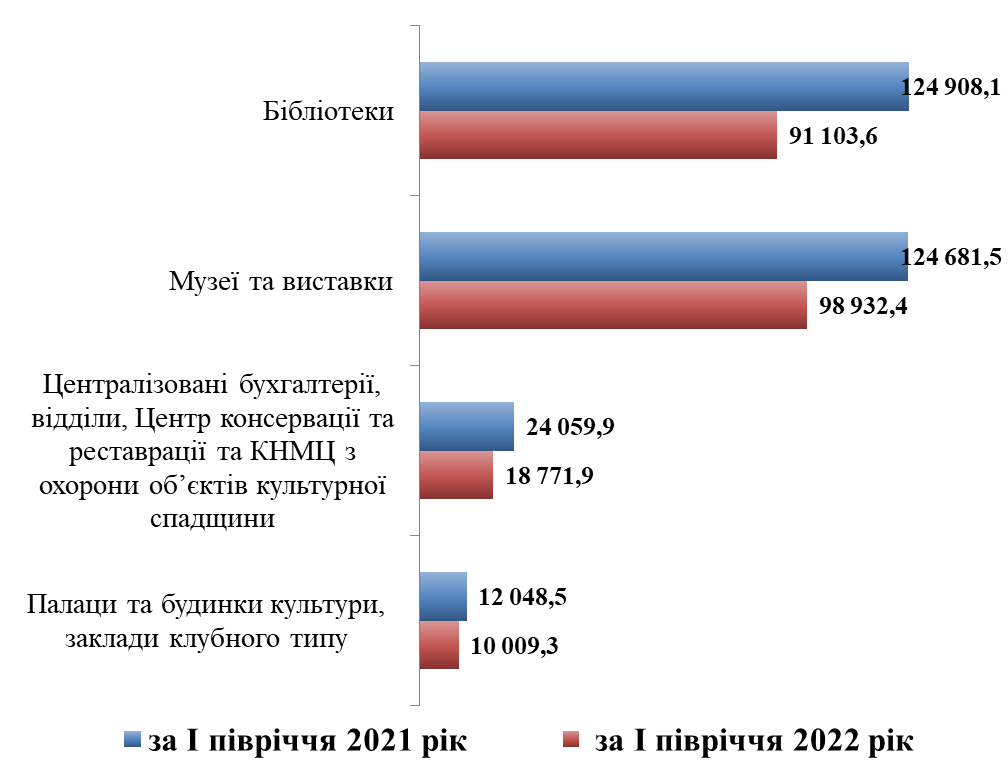 Бібліотеки
124 908,1
91 103,6
Музеї та виставки
124 681,5
98 932,4
Централізовані бухгалтерії,
відділи, Центр консервації та
реставрації та КНМЦ з
охорони об’єктів культурної
спадщини
24 059,9
18 771,9
Палаци та будинки культури,
заклади клубного типу
12 048,5
10 009,3
за І півріччя 2021 рік
за І півріччя 2022 рік